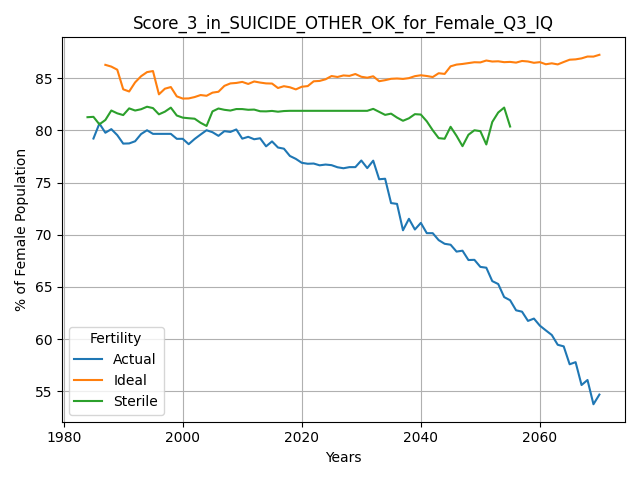 Score_3_in_SUICIDE_OTHER_OK_for_Female_Q3_IQ
% of Female Population
85
80
75
70
65
60
55
Fertility
Actual
Ideal
Sterile
1980
2000
2020
2040
2060
Years